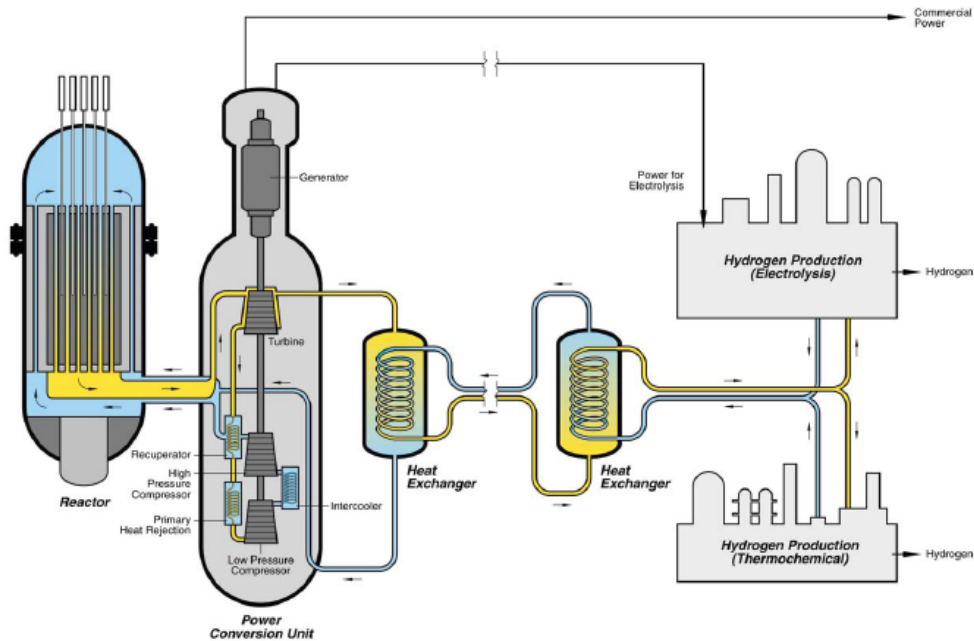 Commercial
Power
Generator
Power for
Electrolysis
Hydrogen Production
(Electrolysis)
Hydrogen
Turbine
Recuperator
High
Pressure
Compressor
Intercooler
Primary
Heat Rejection
Low Pressure
Compressor
Reactor
Heat
Exchanger
Heat
Exchanger
Hydrogen Production
(Thermochemical)
Hydrogen
Power
Conversion Unit